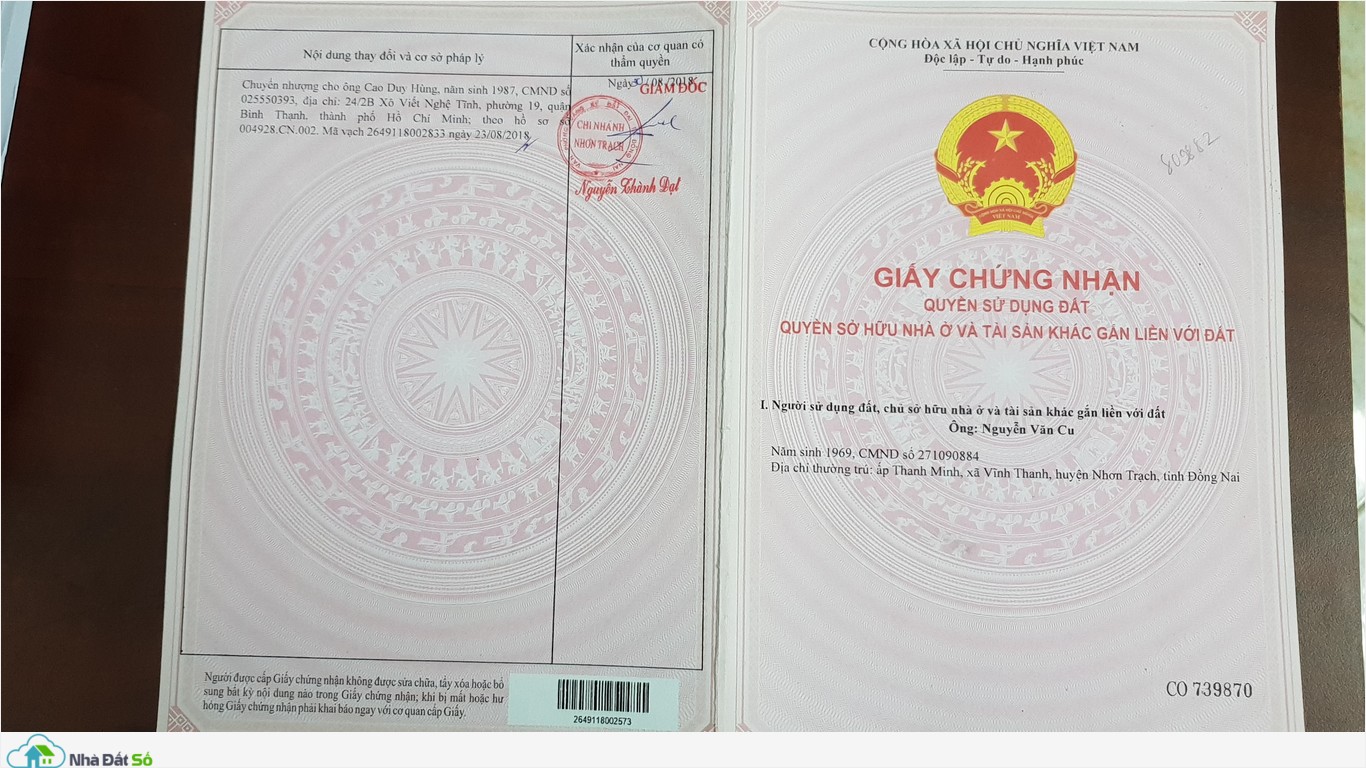 Nội dung thay đổi và cơ sở pháp lý
Xác nhận của cơ quan có
thẩm quyền
Chuyển nhượng cho ông Cao Duy Hùng, năm sinh 1987, CMND số
025550393, địa chỉ: 24/2B Xô Viết Nghệ Tĩnh, phường 19, quận
Bình Thạnh, thành phố Hồ Chí Minh; theo hồ sơ số
004928.CN.002. Mã vạch 2649118002833 ngày 23/08/2018
Ngày 30/08/2018
GIÁM ĐỐC
CHI NHÁNH
NHƠN TRẠCH
Nguyễn Thành Đạt
Người được cấp Giấy chứng nhận không được sửa chữa, tẩy xóa hoặc bổ
sung bất kỳ nội dung nào trong Giấy chứng nhận; khi bị mất hoặc hư
hỏng Giấy chứng nhận phải khai báo ngay với cơ quan cấp Giấy.
2649118002573
CỘNG HÒA XÃ HỘI CHỦ NGHĨA VIỆT NAM
Độc lập - Tự do - Hạnh phúc
VIỆT NAM
GIẤY CHỨNG NHẬN
QUYỀN SỬ DỤNG ĐẤT
QUYỀN SỞ HỮU NHÀ Ở VÀ TÀI SẢN KHÁC GẮN LIỀN VỚI ĐẤT
I. Người sử dụng đất, chủ sở hữu nhà ở và tài sản khác gắn liền với đất
Ông: Nguyễn Văn Cu
Năm sinh 1969, CMND số 271090884
Địa chỉ thường trú: ấp Thanh Minh, xã Vĩnh Thanh, huyện Nhơn Trạch, tỉnh Đồng Nai
CO 739870
Nhà Đất Số